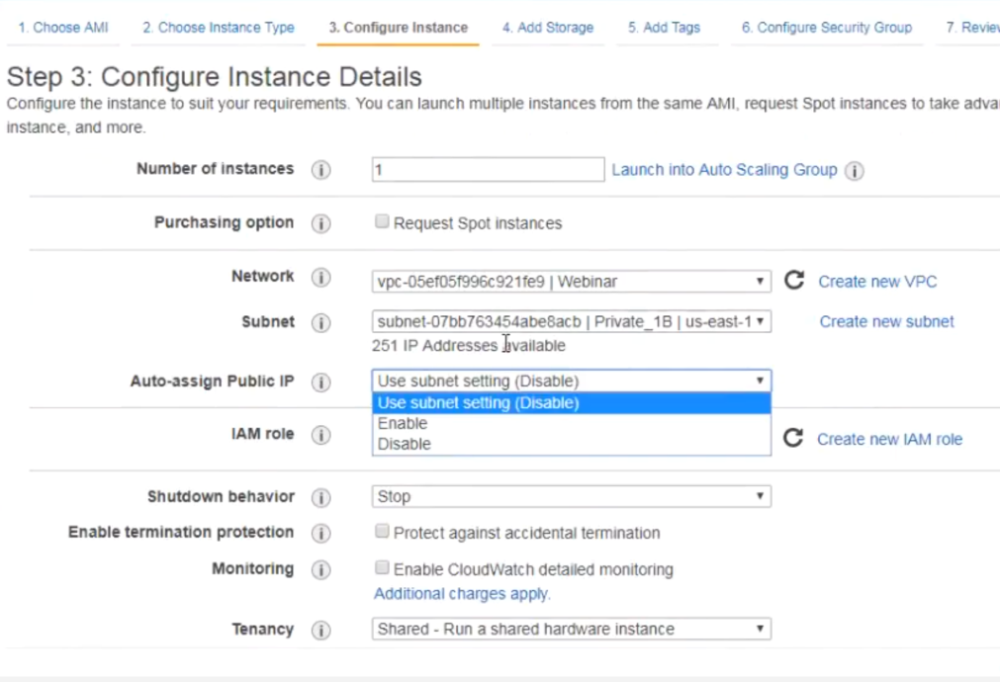 1. Choose AMI 2. Choose Instance Type 3. Configure Instance 4. Add Storage 5. Add Tags 6. Configure Security Group 7. Review
Step 3: Configure Instance Details
Configure the instance to suit your requirements. You can launch multiple instances from the same AMI, request Spot instances to take
instance, and more.
Number of instances i 1 Launch into Auto Scaling Group i
Purchasing option i Request Spot instances
Network i vpc-05ef05f996c921fe9 | Webinar Create new VPC
Subnet i subnet-07bb763454abe8acb | Private_1B | us-east-1 Create new subnet
251 IP Addresses available
Auto-assign Public IP i Use subnet setting (Disable)
Use subnet setting (Disable)
Enable
IAM role i Create new IAM role
Disable
Shutdown behavior i Stop
Enable termination protection i Protect against accidental termination
Monitoring i Enable CloudWatch detailed monitoring
Additional charges apply.
Tenancy i Shared - Run a shared hardware instance